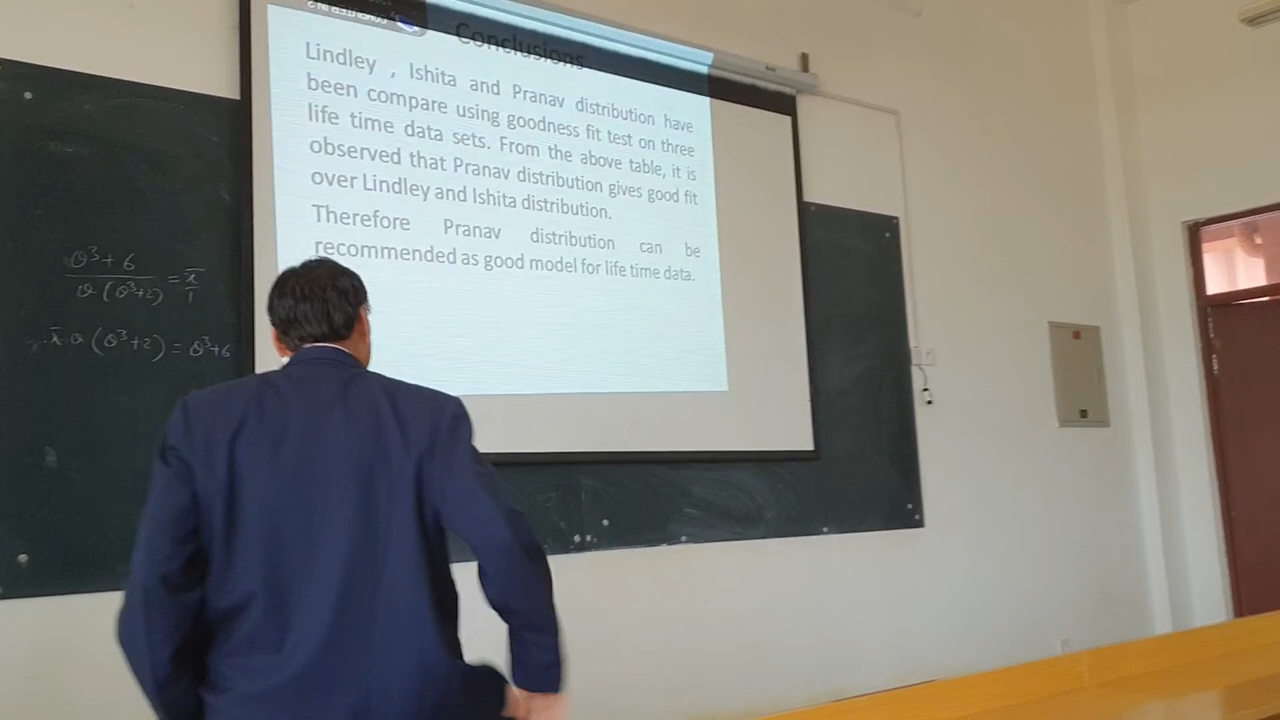 Conclusions
Lindley , Ishita and Pranav distribution have
been compare using goodness fit test on three
life time data sets. From the above table, it is
observed that Pranav distribution gives good fit
over Lindley and Ishita distribution.
Therefore Pranav distribution can be
recommended as good model for life time data.
θ³+6
θ(θ³+2) = x̄
1
x̄ θ (θ³+2) = θ³+6